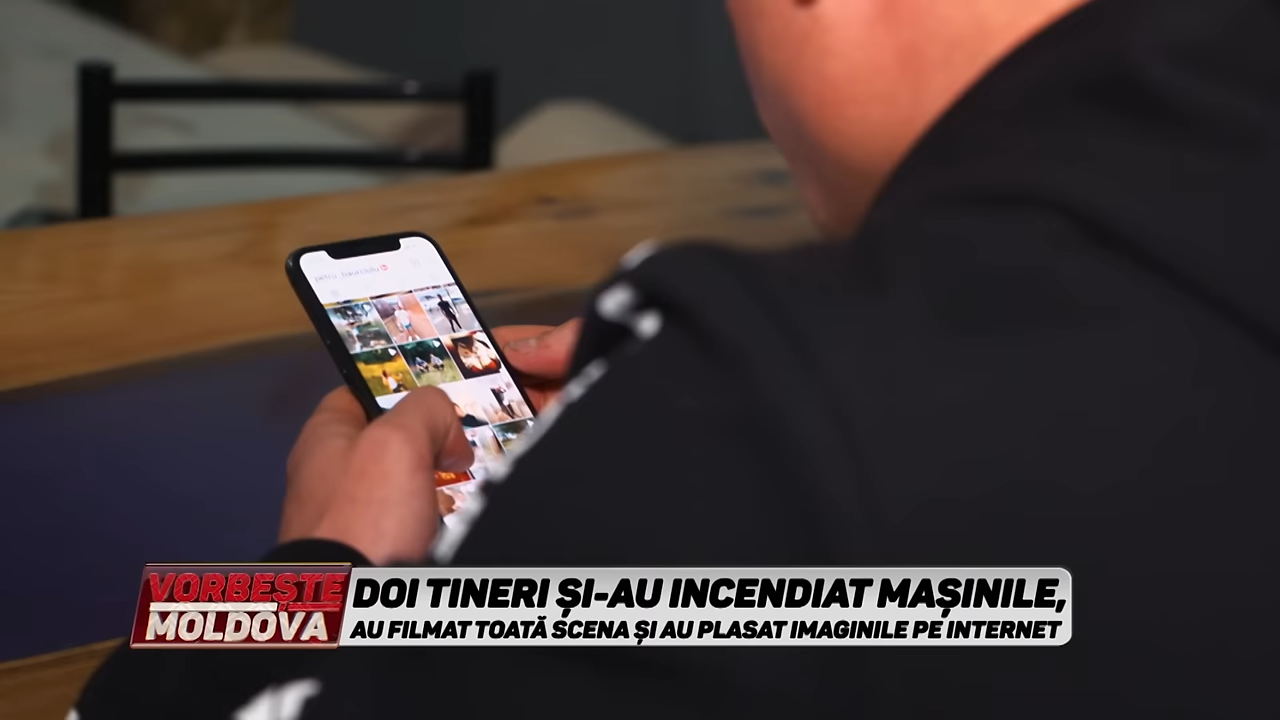 VORBEȘTE
MOLDOVA
DOI TINERI ȘI-AU INCENDIAT MAȘINILE,
AU FILMAT TOATĂ SCENA ȘI AU PLASAT IMAGINILE PE INTERNET